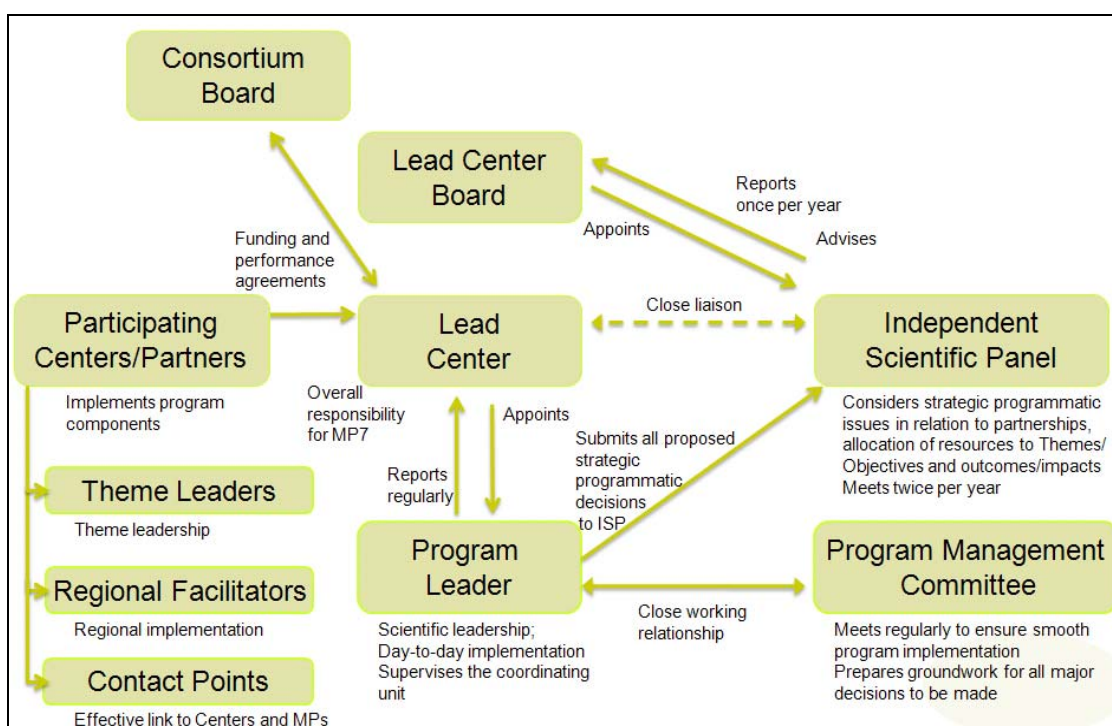 Consortium
Board
Lead Center
Board
Reports
once per year
Appoints
Advises
Funding and
performance
agreements
Participating
Centers/Partners
Lead
Center
Close liaison
Independent
Scientific Panel
Implements program
components
Overall
responsibility
for MP7
Appoints
Reports
regularly
Submits all proposed
strategic
programmatic
decisions
to ISP
Considers strategic programmatic
issues in relation to partnerships,
allocation of resources to Themes/
Objectives and outcomes/impacts
Meets twice per year
Theme Leaders
Theme leadership
Regional Facilitators
Regional implementation
Contact Points
Effective link to Centers and MPs
Program
Leader
Scientific leadership;
Day-to-day implementation
Supervises the coordinating
unit
Close working
relationship
Program Management
Committee
Meets regularly to ensure smooth
program implementation
Prepares groundwork for all major
decisions to be made